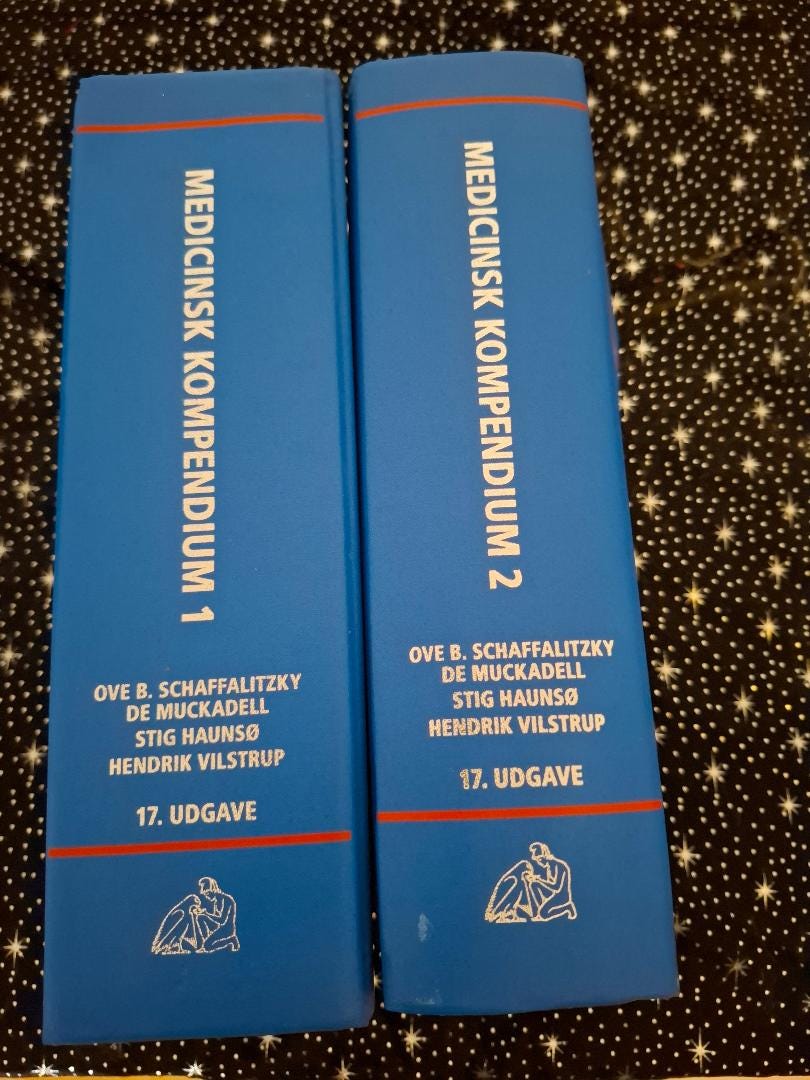 MEDICINSK KOMPENDIUM 1
OVE B. SCHAFFALITZKY
DE MUCKADELL
STIG HAUNSØ
HENDRIK VILSTRUP
17. UDGAVE
MEDICINSK KOMPENDIUM 2
OVE B. SCHAFFALITZKY
DE MUCKADELL
STIG HAUNSØ
HENDRIK VILSTRUP
17. UDGAVE